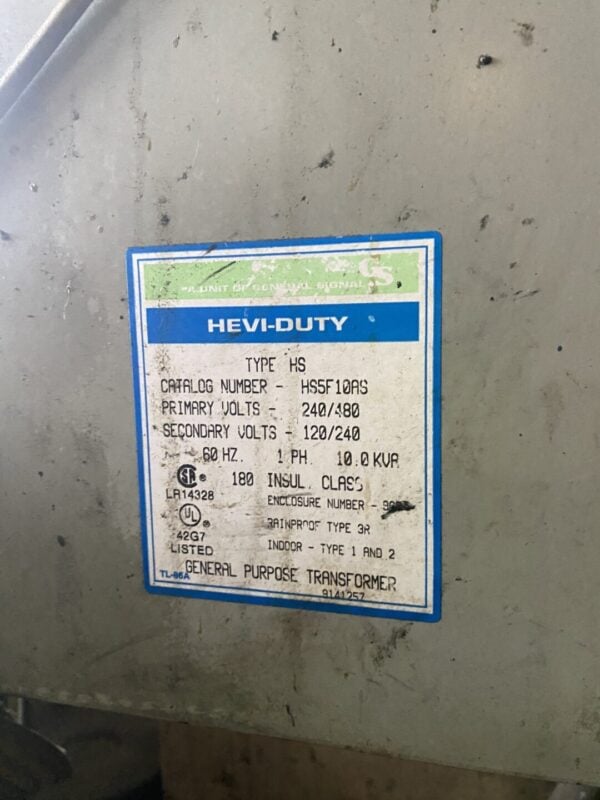 GS
"A UNIT OF GENERAL SIGNAL"
HEVI-DUTY
TYPE HS
CATALOG NUMBER - HS5F10AS
PRIMARY VOLTS - 240/480
SECONDARY VOLTS - 120/240
60 HZ. 1 PH 10.0 KVA
180 INSUL. CLASS
LR14328
ENCLOSURE NUMBER -
RAINPROOF TYPE 3R
UL
42G7
LISTED
INDOOR - TYPE 1 AND 2
TL-86A
GENERAL PURPOSE TRANSFORMER
9141257